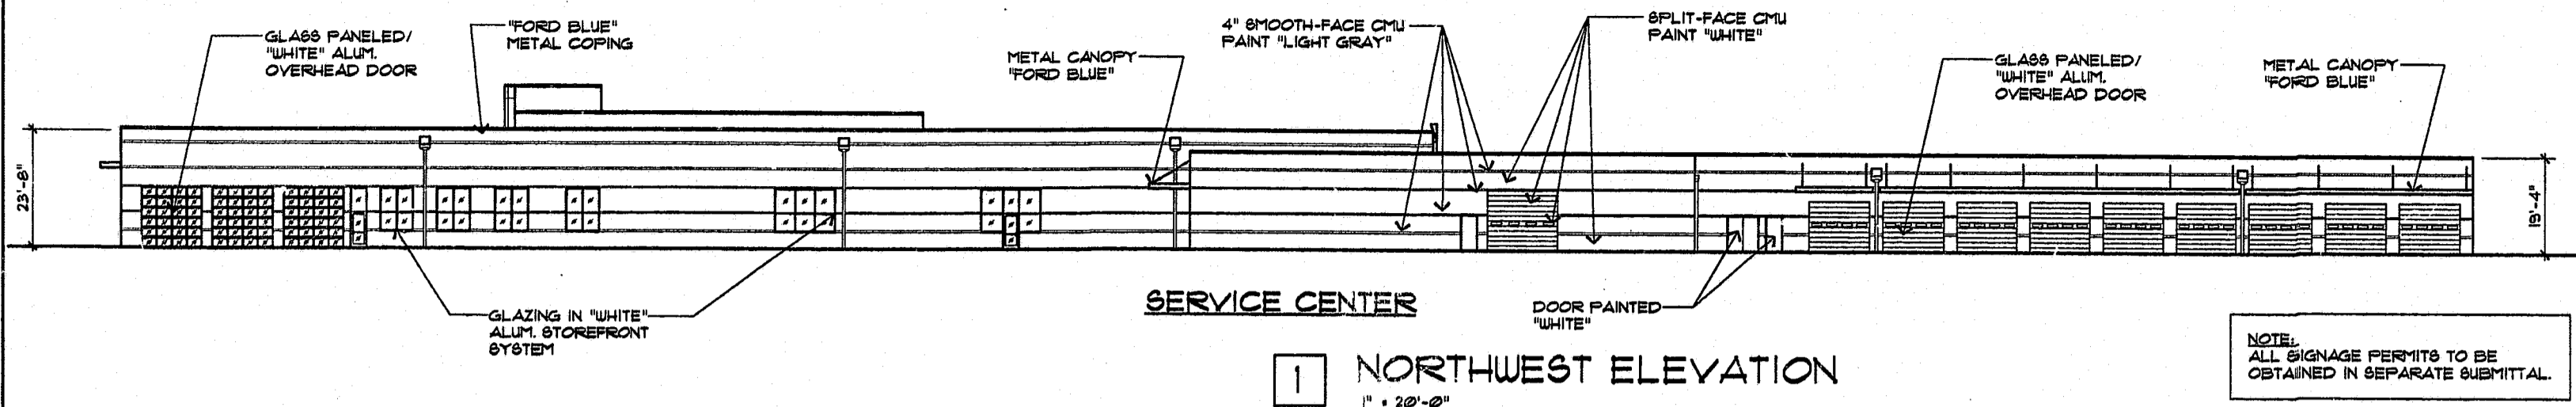 GLASS PANELED/
"WHITE" ALUM.
OVERHEAD DOOR
"FORD BLUE"
METAL COPING
METAL CANOPY
"FORD BLUE"
4" SMOOTH-FACE CMU
PAINT "LIGHT GRAY"
SPLIT-FACE CMU
PAINT "WHITE"
GLASS PANELED/
"WHITE" ALUM.
OVERHEAD DOOR
METAL CANOPY
"FORD BLUE"
23'-8"
19'-4"
GLAZING IN "WHITE"
ALUM. STOREFRONT
SYSTEM
SERVICE CENTER
DOOR PAINTED
"WHITE"
1 NORTHWEST ELEVATION
1" = 20'-0"
NOTE:
ALL SIGNAGE PERMITS TO BE
OBTAINED IN SEPARATE SUBMITTAL.